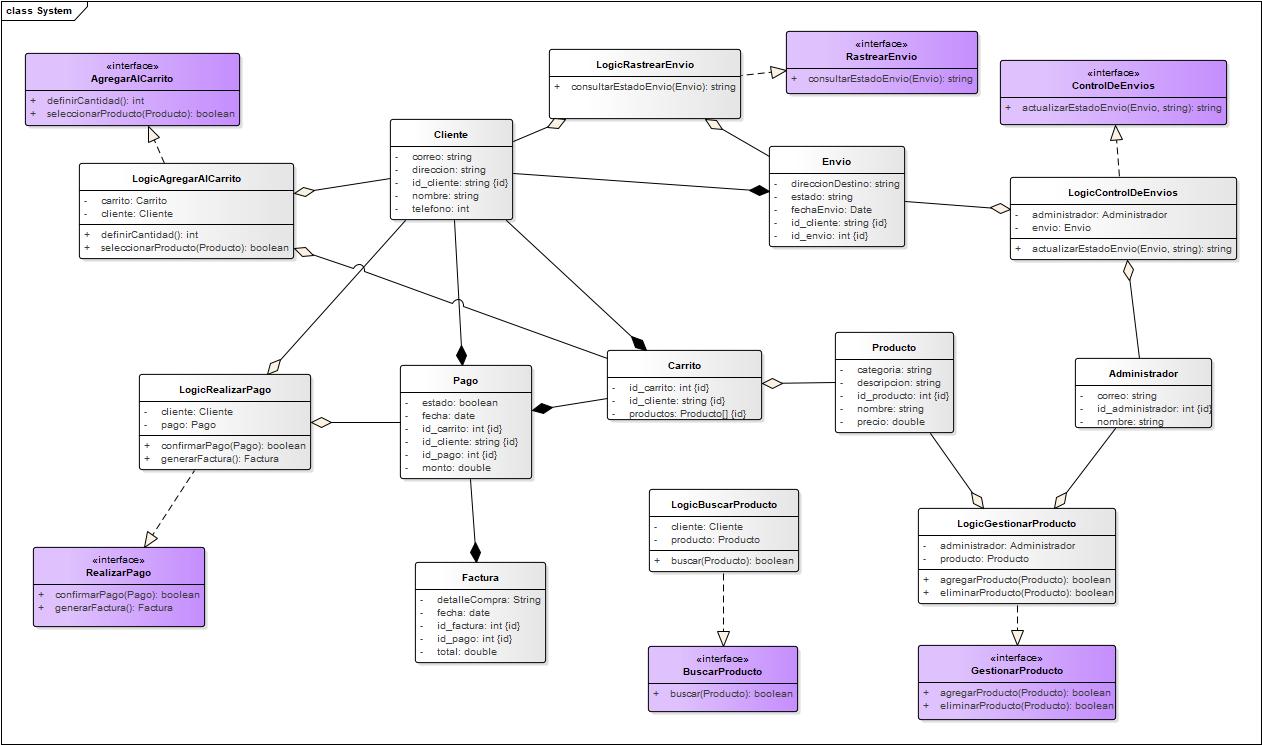 class System
«interface»
AgregarAlCarrito
+ definirCantidad(): int
+ seleccionarProducto(Producto): boolean
LogicRastrearEnvio
+ consultarEstadoEnvio(Envio): string
«interface»
RastrearEnvio
+ consultarEstadoEnvio(Envio): string
«interface»
ControlDeEnvios
+ actualizarEstadoEnvio(Envio, string): string
Cliente
- correo: string
- direccion: string
- id_cliente: string {id}
- nombre: string
- telefono: int
LogicAgregarAlCarrito
- carrito: Carrito
- cliente: Cliente
+ definirCantidad(): int
+ seleccionarProducto(Producto): boolean
Envio
- direccionDestino: string
- estado: string
- fechaEnvio: Date
- id_cliente: string {id}
- id_envio: int {id}
LogicControlDeEnvios
- administrador: Administrador
- envio: Envio
+ actualizarEstadoEnvio(Envio, string): string
LogicRealizarPago
- cliente: Cliente
- pago: Pago
+ confirmarPago(Pago): boolean
+ generarFactura(): Factura
Pago
- estado: boolean
- fecha: date
- id_carrito: int {id}
- id_cliente: string {id}
- id_pago: int {id}
- monto: double
Carrito
- id_carrito: int {id}
- id_cliente: string {id}
- productos: Producto[] {id}
Producto
- categoria: string
- descripcion: string
- id_producto: int {id}
- nombre: string
- precio: double
Administrador
- correo: string
- id_administrador: int {id}
- nombre: string
«interface»
RealizarPago
+ confirmarPago(Pago): boolean
+ generarFactura(): Factura
Factura
- detalleCompra: String
- fecha: date
- id_factura: int {id}
- id_pago: int {id}
- total: double
LogicBuscarProducto
- cliente: Cliente
- producto: Producto
+ buscar(Producto): boolean
LogicGestionarProducto
- administrador: Administrador
- producto: Producto
+ agregarProducto(Producto): boolean
+ eliminarProducto(Producto): boolean
«interface»
BuscarProducto
+ buscar(Producto): boolean
«interface»
GestionarProducto
+ agregarProducto(Producto): boolean
+ eliminarProducto(Producto): boolean